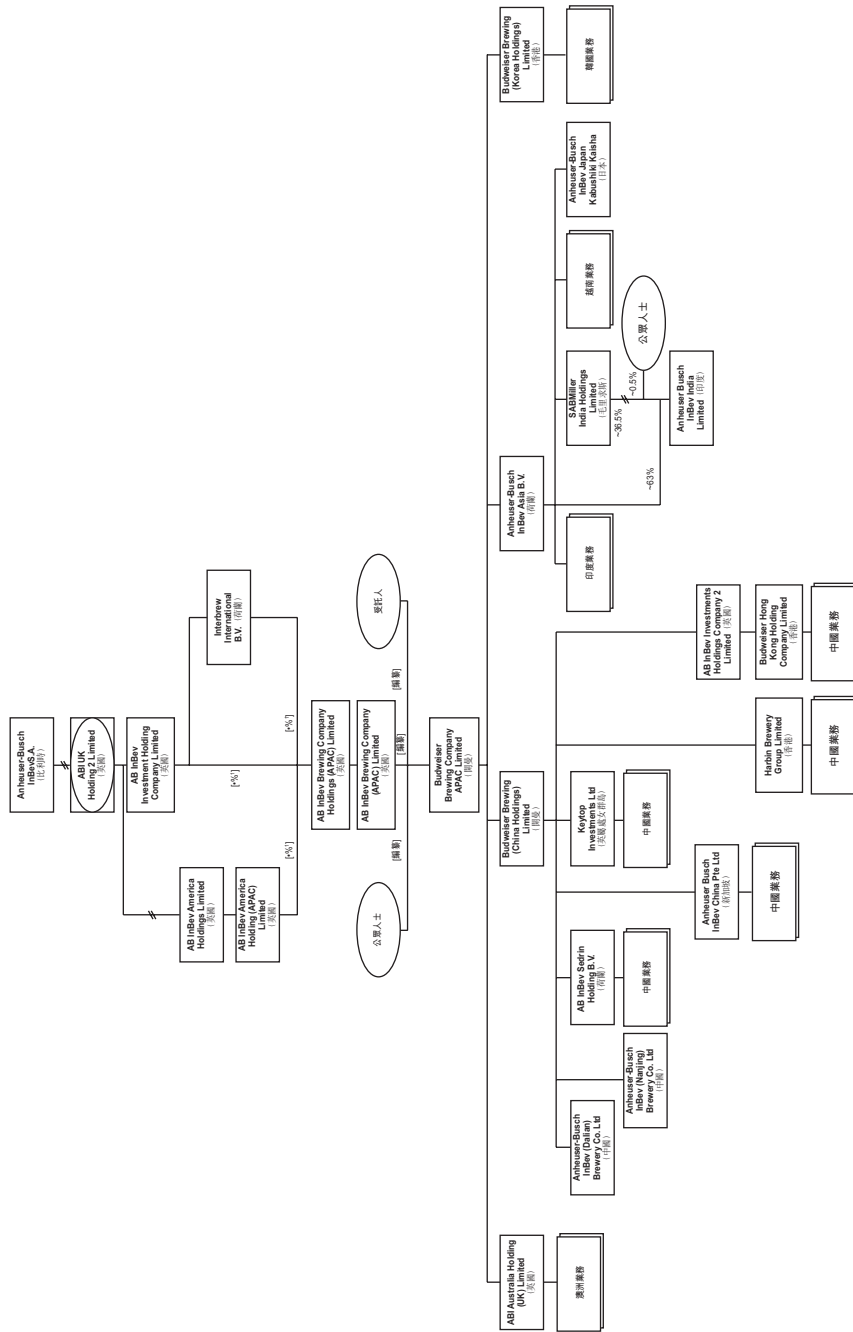 Anheuser-Busch
InBevS.A.
(比利時)
ABI UK
Holding 2 Limited
(英國)
AB InBev
Investment Holding
Company Limited
(英國)
AB InBev America
Holdings Limited
(英國)
AB InBev America
Holding (APAC)
Limited
(英國)
Interbrew
International
B.V. (荷蘭)
[•%¹]
[•%¹]
[•%¹]
AB InBev Brewing Company
Holdings (APAC) Limited
(英國)
AB InBev Brewing Company
(APAC) Limited
(英國)
公眾人士
受託人
[編纂]
[編纂]
[編纂]
Budweiser
Brewing Company
APAC Limited
(開曼)
ABI Australia Holding
(UK) Limited
(英國)
澳洲業務
Budweiser Brewing
(China Holdings)
Limited
(開曼)
Anheuser-Busch
InBev (Dalian)
Brewery Co. Ltd
(中國)
Anheuser-Busch
InBev (Nanjing)
Brewery Co. Ltd
(中國)
AB InBev Sedrin
Holding B.V.
(荷蘭)
中國業務
Anheuser Busch
InBev China Pte Ltd
(新加坡)
中國業務
Keytop
Investments Ltd
(英屬處女群島)
中國業務
Harbin Brewery
Group Limited
(香港)
中國業務
AB InBev Investments
Holdings Company 2
Limited (英國)
Budweiser Hong
Kong Holding
Company Limited
(香港)
中國業務
Anheuser-Busch
InBev Asia B.V.
(荷蘭)
印度業務
SABMiller
India Holdings
Limited
(毛里求斯)
越南業務
Anheuser-Busch
InBev Japan
Kabushiki Kaisha
(日本)
公眾人士
~63%
~36.5%
~0.5%
Anheuser Busch
InBev India
Limited (印度)
Budweiser Brewing
(Korea Holdings)
Limited
(香港)
韓國業務